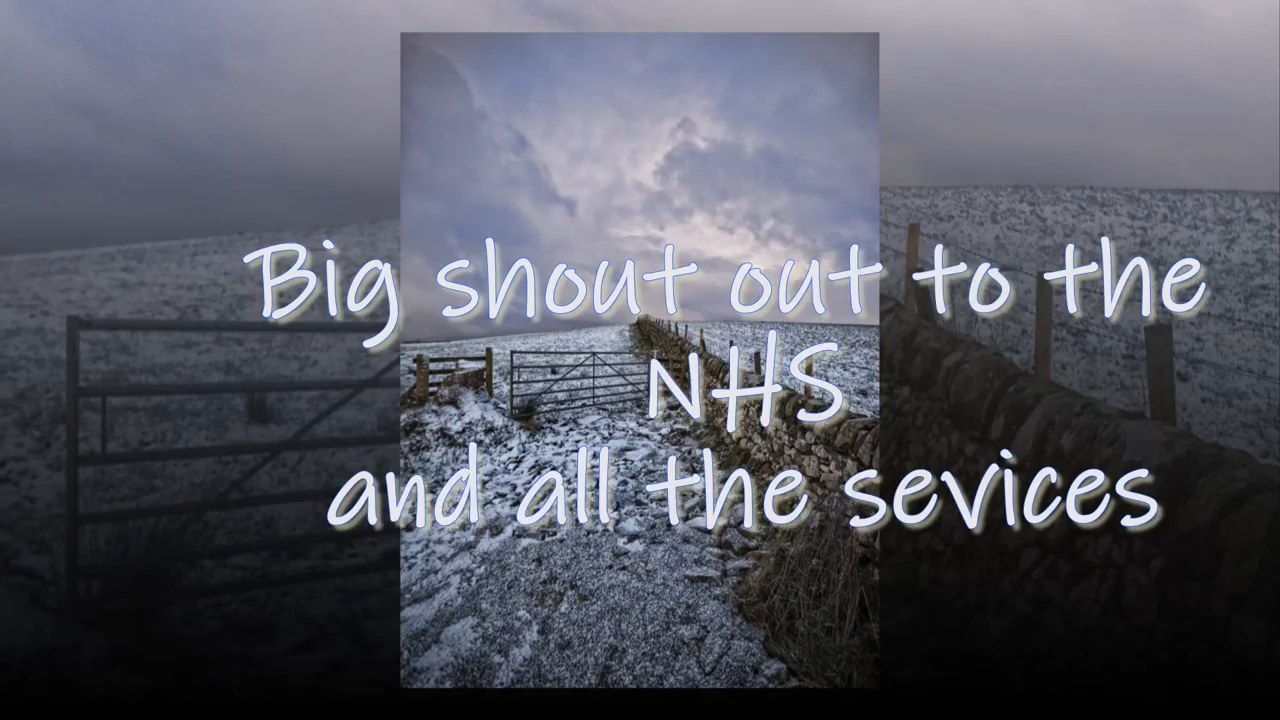 Big shout out to the
NHS
and all the sevices